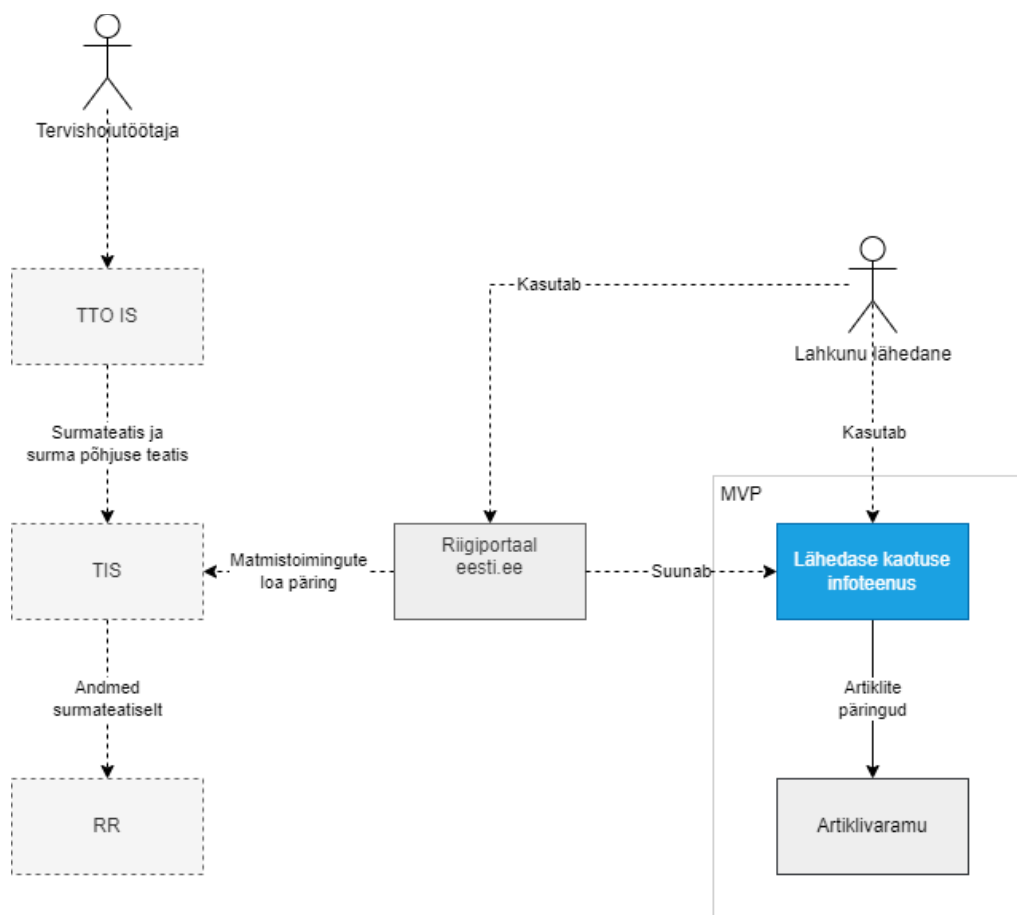 Tervishoiutöötaja
TTO IS
Kasutab
Lahkunu lähedane
Surmateatis ja
surma põhjuse teatis
Kasutab
MVP
TIS
Matmistoimingute
loa päring
Riigiportaal
eesti.ee
Suunab
Lähedase kaotuse
infoteenus
Andmed
surmateatiselt
Artiklite
päringud
RR
Artiklivaramu